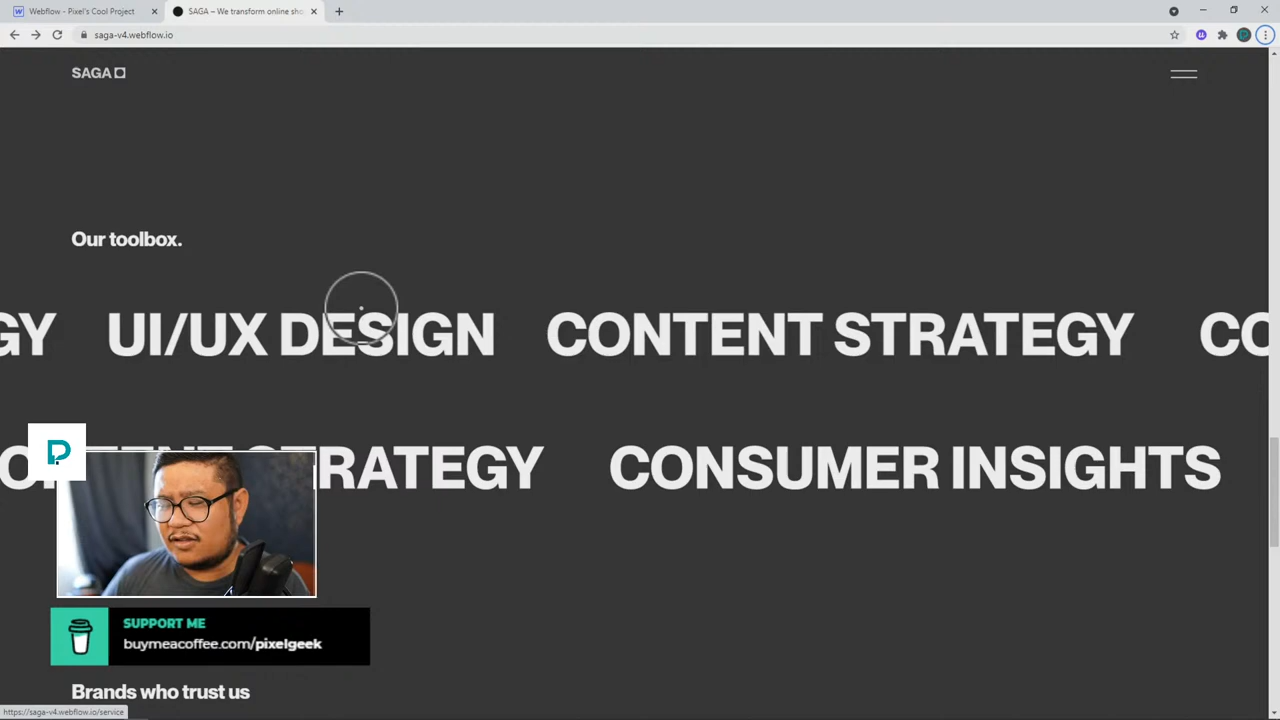 Webflow - Pixel's Cool Project
SAGA – We transform online sho
saga-v4.webflow.io
SAGA
Our toolbox.
GY UI/UX DESIGN CONTENT STRATEGY CO
STRATEGY CONSUMER INSIGHTS
SUPPORT ME
buymeacoffee.com/pixelgeek
Brands who trust us
https://saga-v4.webflow.io/service